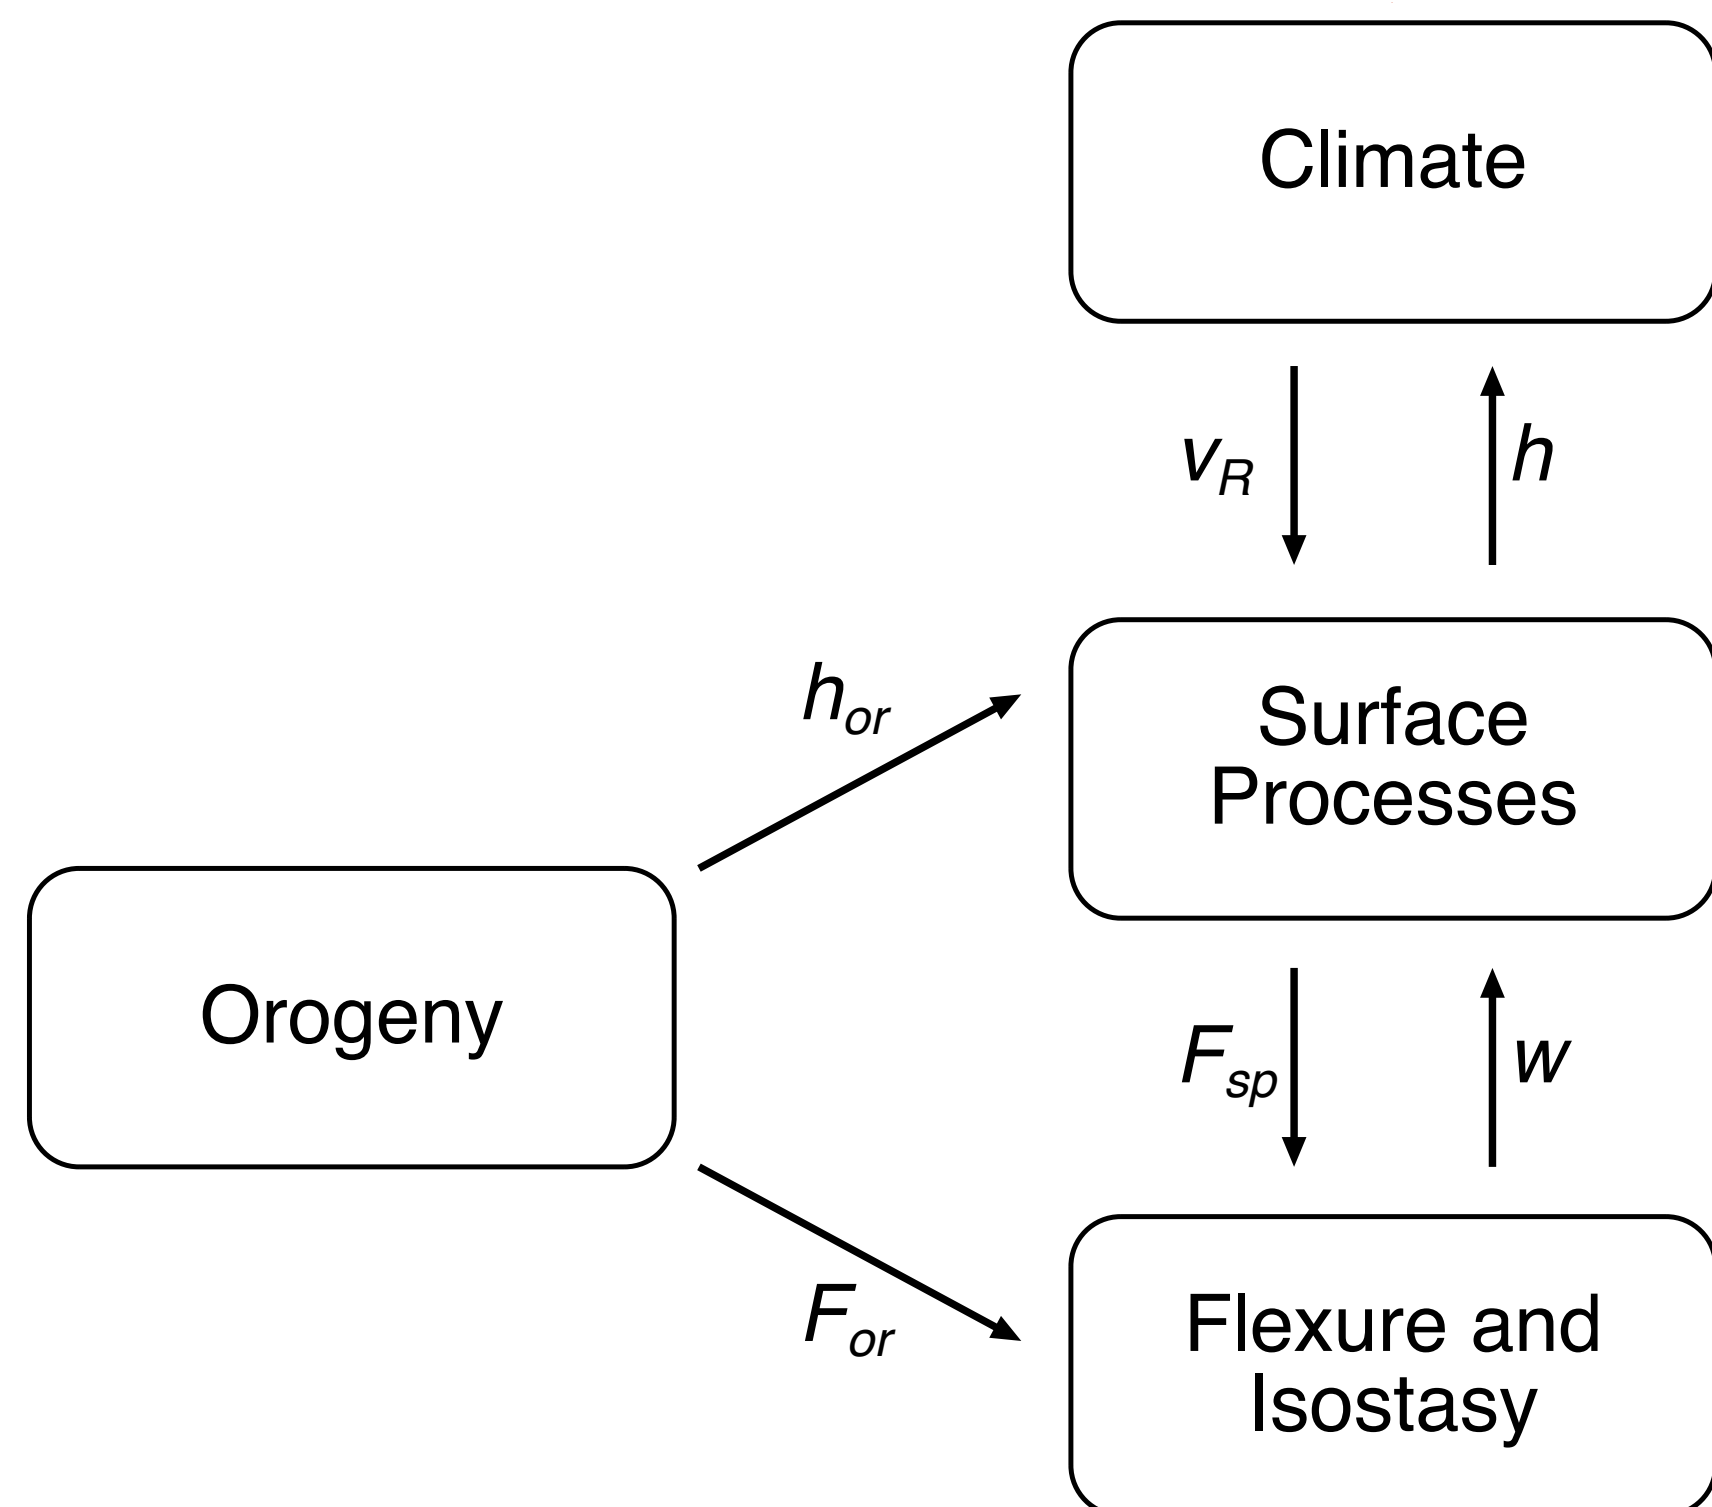 Climate
v_R
h
h_or
Surface
Processes
Orogeny
F_sp
w
F_or
Flexure and
Isostasy